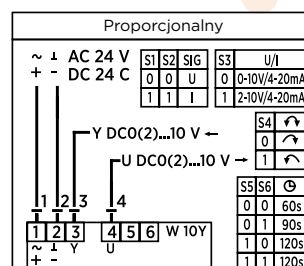 Proporcjonalny
~ ⊥ AC 24 V
+ - DC 24 C
S1 S2 SIG
0 0 U
1 1 I
S3 U/I
0 0-10V/4-20mA
1 2-10V/4-20mA
S4 ↷
0 ↷
1 ↶
Y DC0(2)...10 V ←
U DC0(2)...10 V →
S5 S6
0 0 60s
0 1 90s
1 0 120s
1 1 120s
1 2 3 4
1 2 3 4 5 6 W 10Y
~ ⊥ Y U
+ -